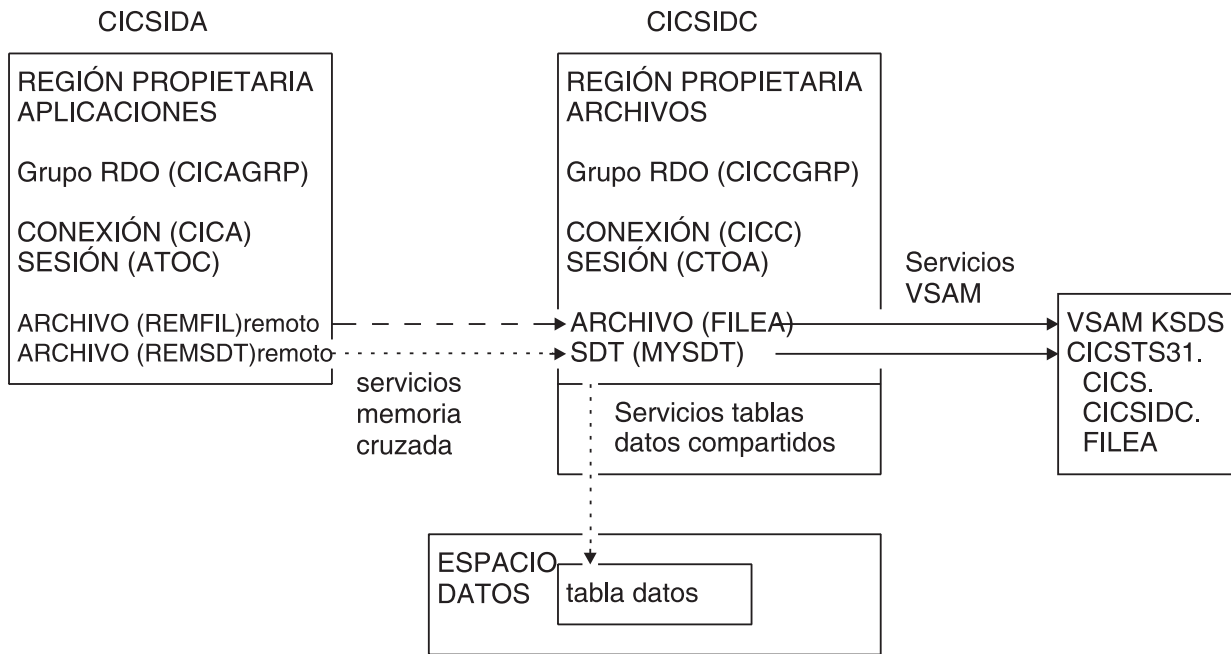 CICSIDA
REGIÓN PROPIETARIA
APLICACIONES
Grupo RDO (CICAGRP)
CONEXIÓN (CICA)
SESIÓN (ATOC)
ARCHIVO (REMFIL)remoto
ARCHIVO (REMSDT)remoto
servicios
memoria
cruzada
CICSIDC
REGIÓN PROPIETARIA
ARCHIVOS
Grupo RDO (CICCGRP)
CONEXIÓN (CICC)
SESIÓN (CTOA)
ARCHIVO (FILEA)
SDT (MYSDT)
Servicios tablas
datos compartidos
Servicios
VSAM
VSAM KSDS
CICSTS31.
CICS.
CICSIDC.
FILEA
ESPACIO
DATOS
tabla datos